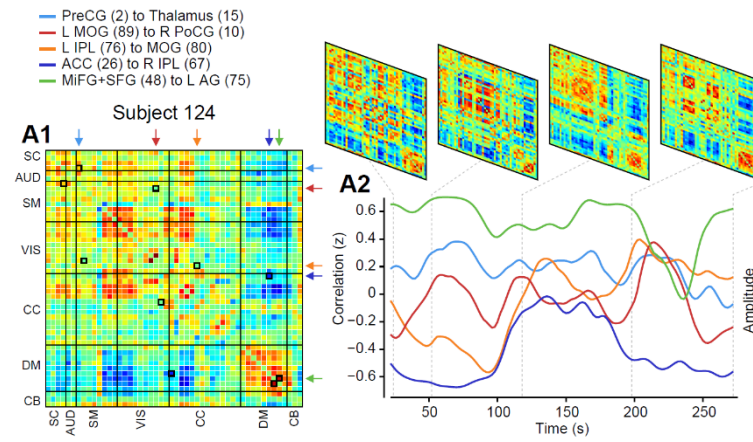 PreCG (2) to Thalamus (15)
L MOG (89) to R PoCG (10)
L IPL (76) to MOG (80)
ACC (26) to R IPL (67)
MiFG+SFG (48) to L AG (75)
Subject 124
A1
SC
AUD
SM
VIS
CC
DM
CB
SC
AUD
SM
VIS
CC
DM
CB
A2
Correlation (z)
0.6
0.4
0.2
0
−0.2
−0.4
−0.6
50
100
150
200
250
Time (s)
Amplitude